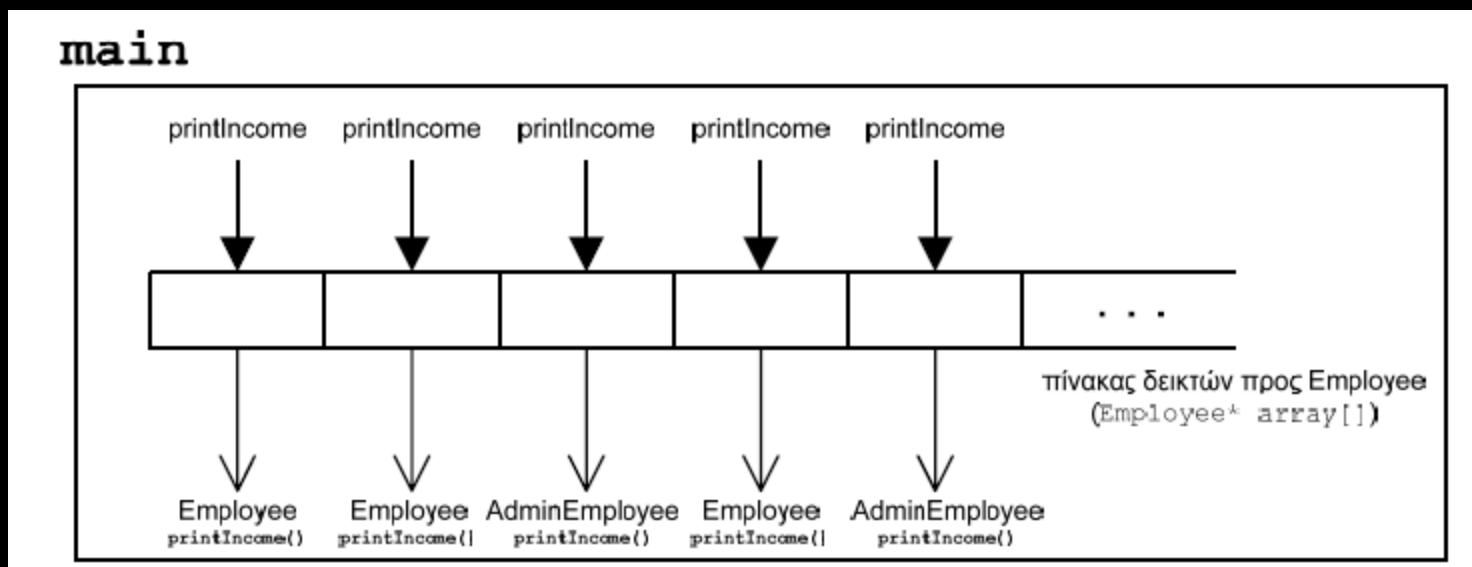 main
printIncome printIncome printIncome printIncome printIncome
. . .
πίνακας δεικτών προς Employee
(Employee* array[])
Employee Employee AdminEmployee Employee AdminEmployee
printIncome() printIncome() printIncome() printIncome() printIncome()